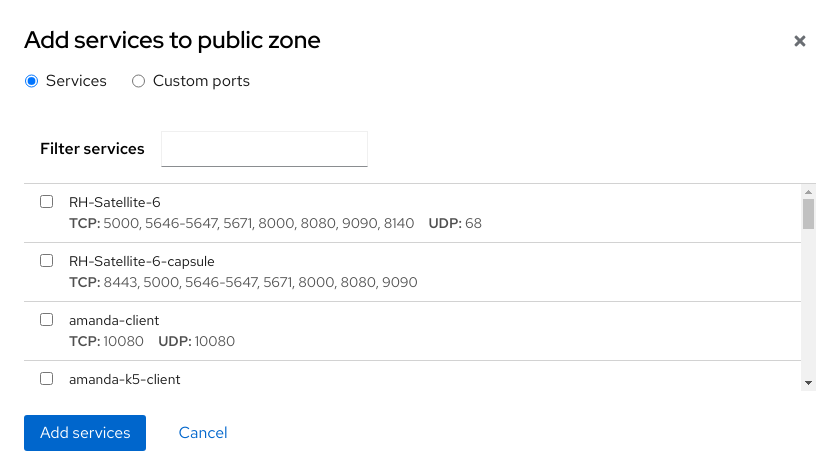 Add services to public zone
Services Custom ports
Filter services
RH-Satellite-6
TCP: 5000, 5646-5647, 5671, 8000, 8080, 9090, 8140 UDP: 68
RH-Satellite-6-capsule
TCP: 8443, 5000, 5646-5647, 5671, 8000, 8080, 9090
amanda-client
TCP: 10080 UDP: 10080
amanda-k5-client
Add services Cancel